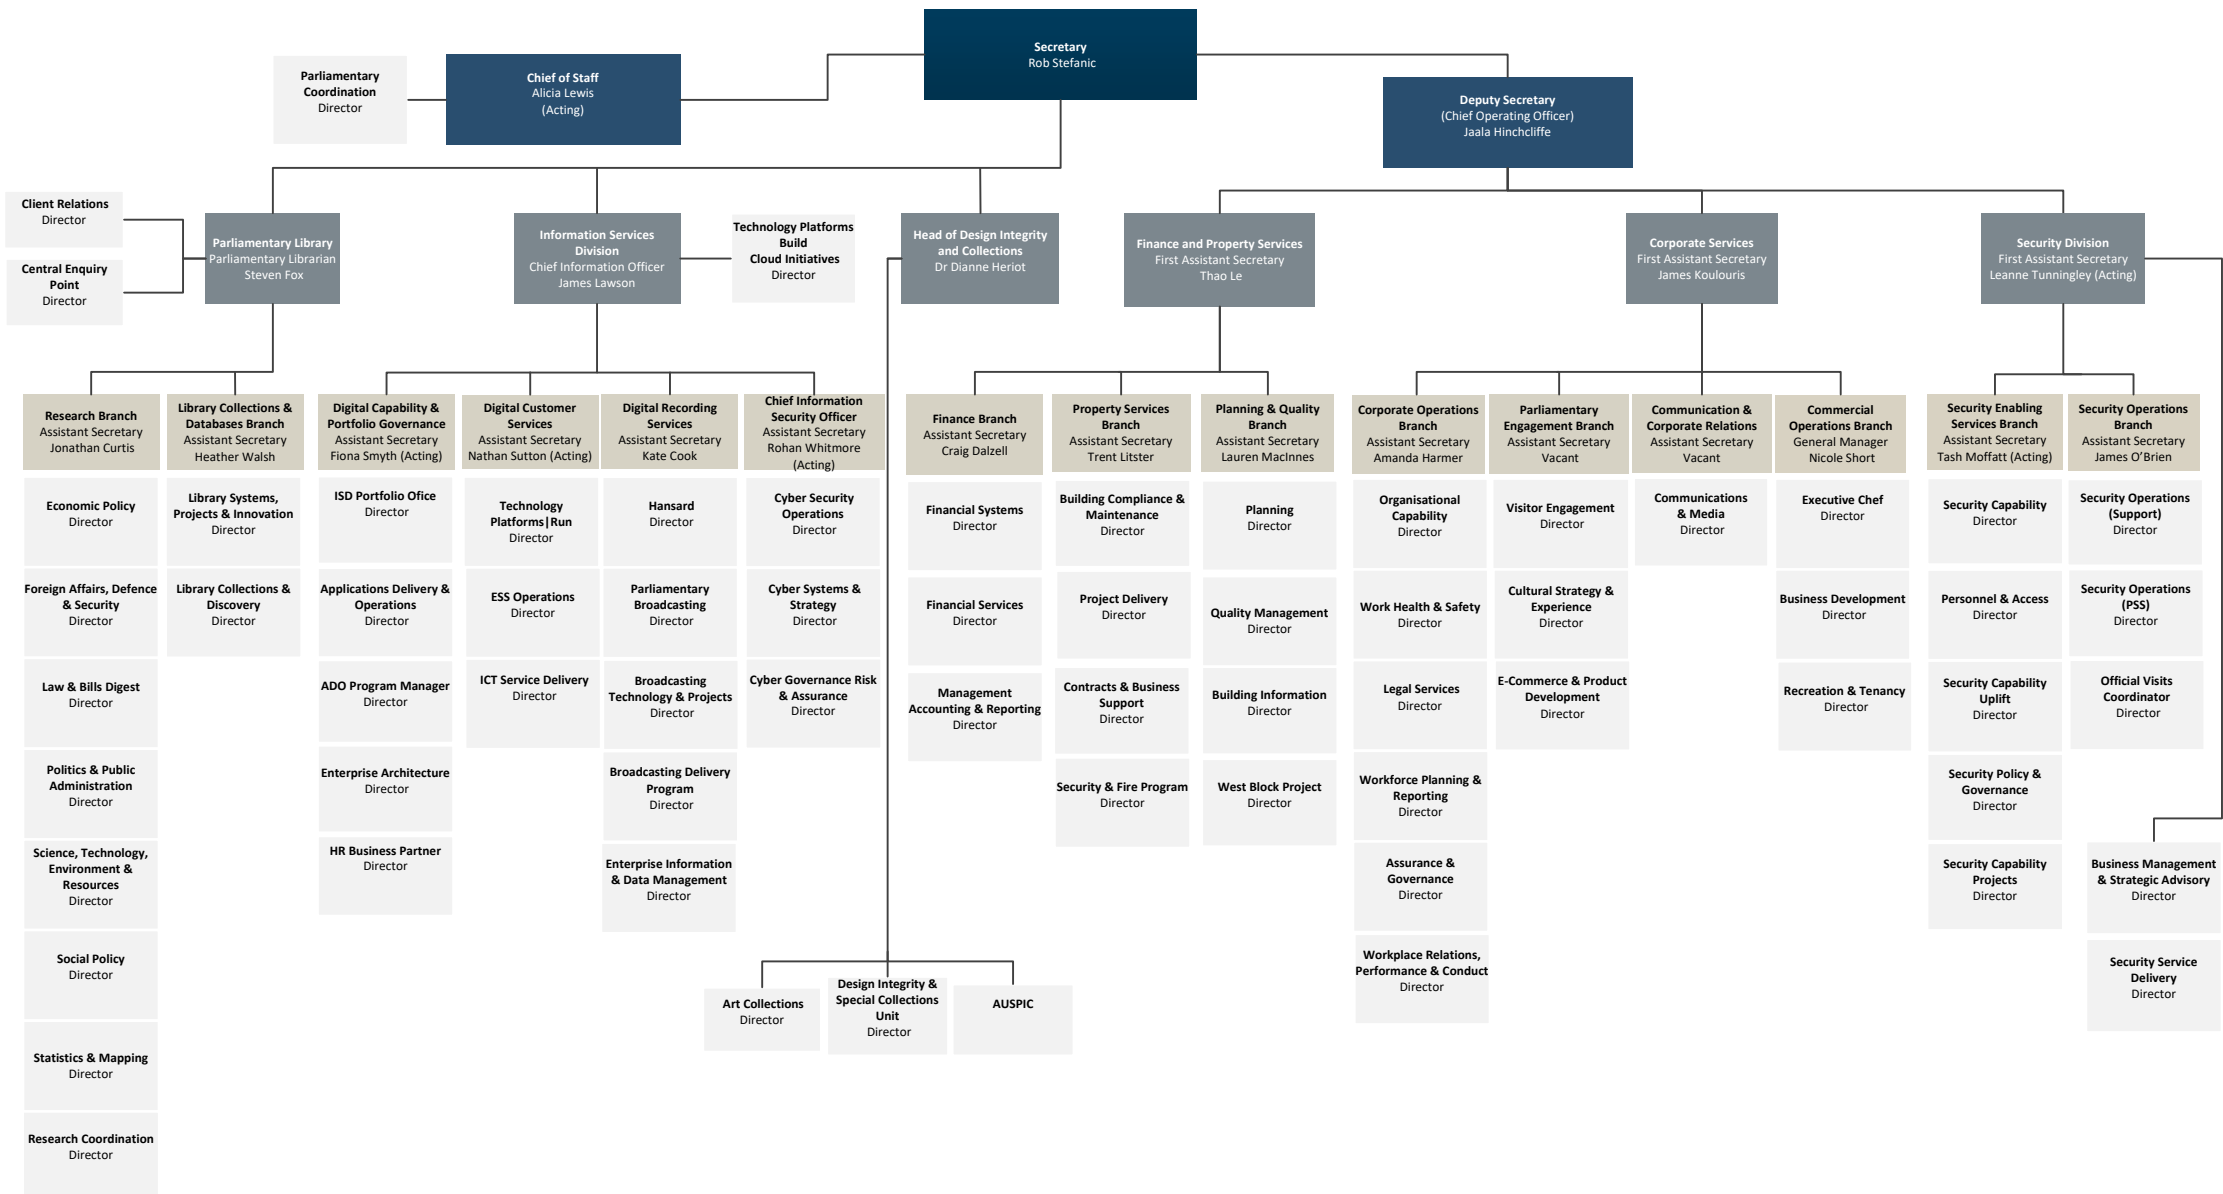 Secretary
Rob Stefanic
Parliamentary
Coordination
Director
Chief of Staff
Alicia Lewis
(Acting)
Deputy Secretary
(Chief Operating Officer)
Jaala Hinchcliffe
Client Relations
Director
Central Enquiry
Point
Director
Parliamentary Library
Parliamentary Librarian
Steven Fox
Information Services
Division
Chief Information Officer
James Lawson
Technology Platforms
Build
Cloud Initiatives
Director
Head of Design Integrity
and Collections
Dr Dianne Heriot
Finance and Property Services
First Assistant Secretary
Thao Le
Corporate Services
First Assistant Secretary
James Koulouris
Security Division
First Assistant Secretary
Leanne Tunningley (Acting)
Research Branch
Assistant Secretary
Jonathan Curtis
Economic Policy
Director
Foreign Affairs, Defence
& Security
Director
Law & Bills Digest
Director
Politics & Public
Administration
Director
Science, Technology,
Environment &
Resources
Director
Social Policy
Director
Statistics & Mapping
Director
Research Coordination
Director
Library Collections &
Databases Branch
Assistant Secretary
Heather Walsh
Library Systems,
Projects & Innovation
Director
Library Collections &
Discovery
Director
Digital Capability &
Portfolio Governance
Assistant Secretary
Fiona Smyth (Acting)
ISD Portfolio Ofice
Director
Applications Delivery &
Operations
Director
ADO Program Manager
Director
Enterprise Architecture
Director
HR Business Partner
Director
Digital Customer
Services
Assistant Secretary
Nathan Sutton (Acting)
Technology
Platforms|Run
Director
ESS Operations
Director
ICT Service Delivery
Director
Digital Recording
Services
Assistant Secretary
Kate Cook
Hansard
Director
Parliamentary
Broadcasting
Director
Broadcasting
Technology & Projects
Director
Broadcasting Delivery
Program
Director
Enterprise Information
& Data Management
Director
Chief Information
Security Officer
Assistant Secretary
Rohan Whitmore
(Acting)
Cyber Security
Operations
Director
Cyber Systems &
Strategy
Director
Cyber Governance Risk
& Assurance
Director
Art Collections
Director
Design Integrity &
Special Collections
Unit
Director
AUSPIC
Finance Branch
Assistant Secretary
Craig Dalzell
Financial Systems
Director
Financial Services
Director
Management
Accounting & Reporting
Director
Property Services
Branch
Assistant Secretary
Trent Litster
Building Compliance &
Maintenance
Director
Project Delivery
Director
Contracts & Business
Support
Director
Security & Fire Program
Director
Planning & Quality
Branch
Assistant Secretary
Lauren MacInnes
Planning
Director
Quality Management
Director
Building Information
Director
West Block Project
Director
Corporate Operations
Branch
Assistant Secretary
Amanda Harmer
Organisational
Capability
Director
Work Health & Safety
Director
Legal Services
Director
Workforce Planning &
Reporting
Director
Assurance &
Governance
Director
Workplace Relations,
Performance & Conduct
Director
Parliamentary
Engagement Branch
Assistant Secretary
Vacant
Visitor Engagement
Director
Cultural Strategy &
Experience
Director
E-Commerce & Product
Development
Director
Communication &
Corporate Relations
Assistant Secretary
Vacant
Communications
& Media
Director
Commercial
Operations Branch
General Manager
Nicole Short
Executive Chef
Director
Business Development
Director
Recreation & Tenancy
Director
Security Enabling
Services Branch
Assistant Secretary
Tash Moffatt (Acting)
Security Capability
Director
Personnel & Access
Director
Security Capability
Uplift
Director
Security Policy &
Governance
Director
Security Capability
Projects
Director
Security Operations
Branch
Assistant Secretary
James O’Brien
Security Operations
(Support)
Director
Security Operations
(PSS)
Director
Official Visits
Coordinator
Director
Business Management
& Strategic Advisory
Director
Security Service
Delivery
Director